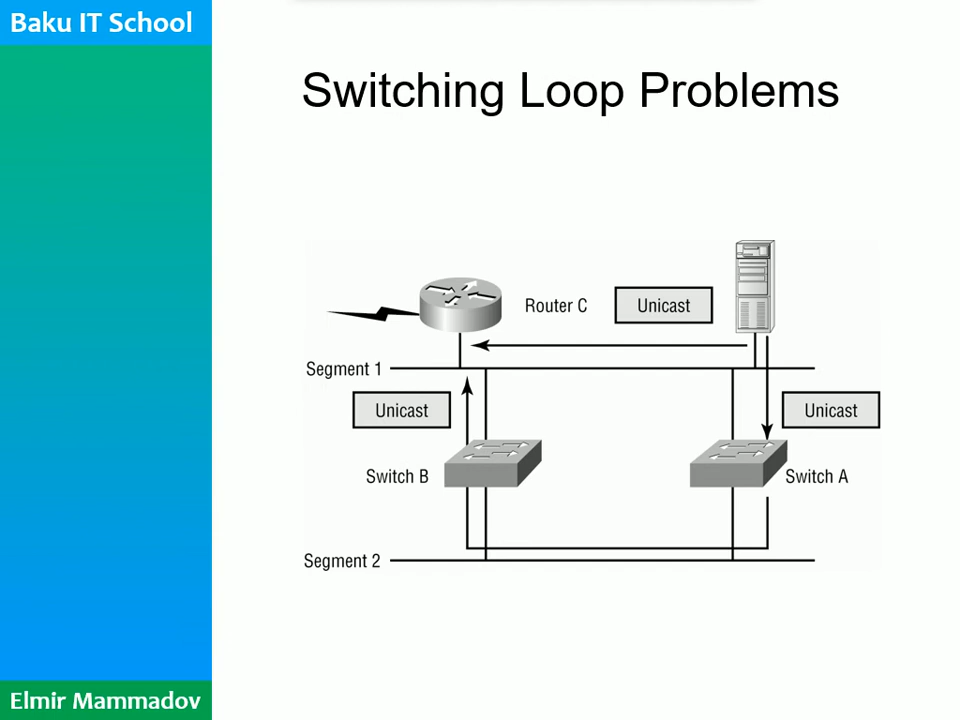 Baku IT School
Switching Loop Problems
Router C
Unicast
Segment 1
Unicast
Unicast
Switch B
Switch A
Segment 2
Elmir Mammadov